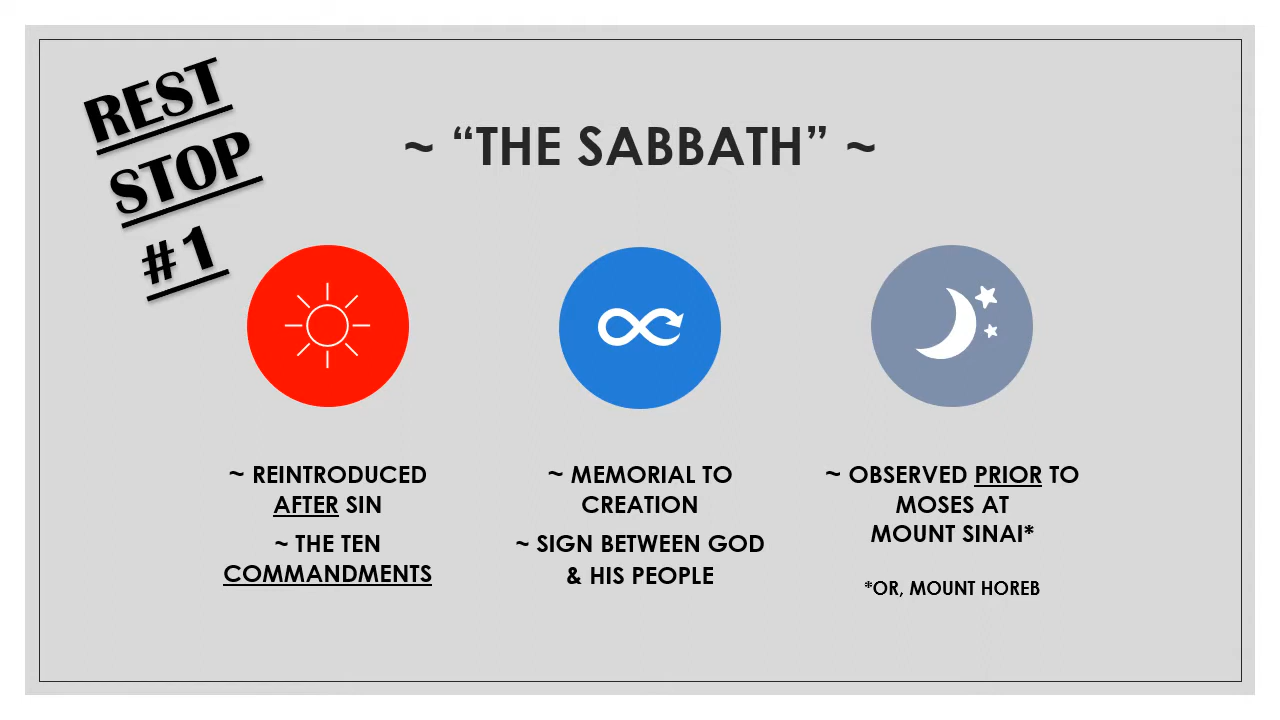 REST
STOP
#1
~ “THE SABBATH” ~
~ REINTRODUCED
AFTER SIN
~ THE TEN
COMMANDMENTS
~ MEMORIAL TO
CREATION
~ SIGN BETWEEN GOD
& HIS PEOPLE
~ OBSERVED PRIOR TO
MOSES AT
MOUNT SINAI*
*OR, MOUNT HOREB